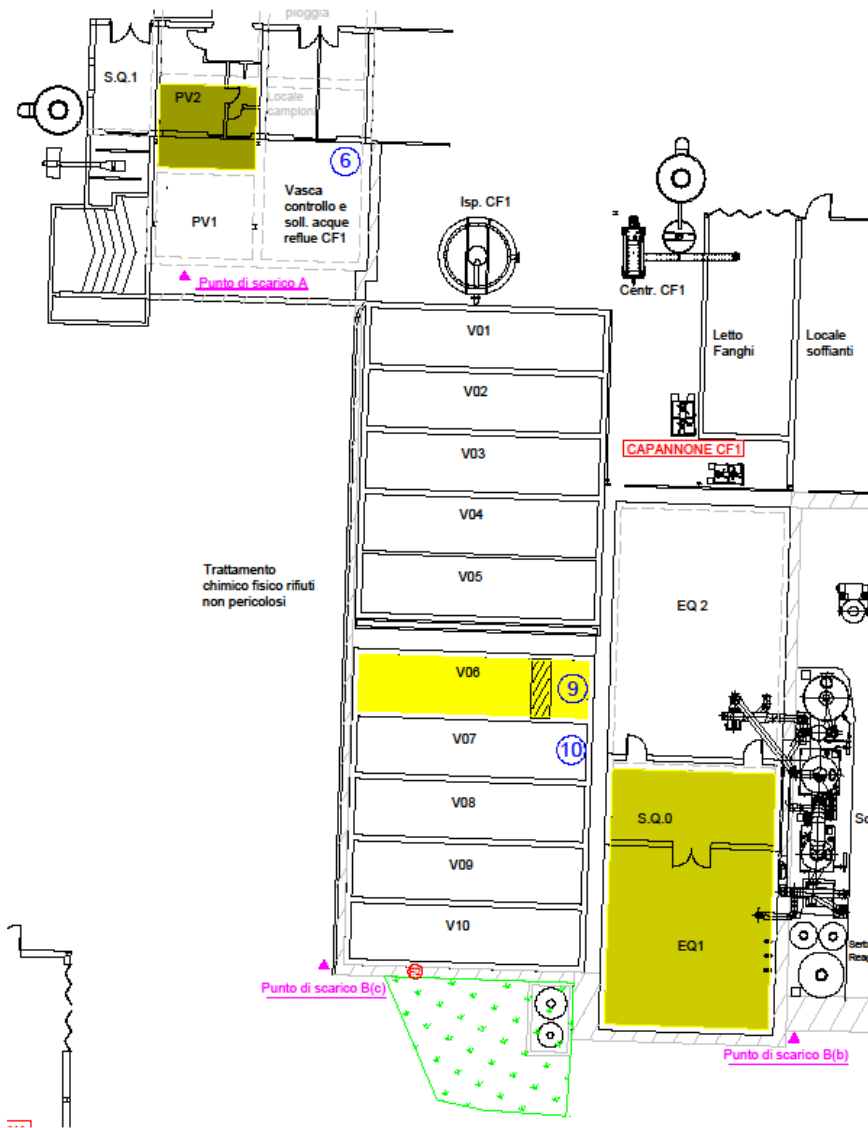 pioggia
S.Q.1
PV2
Locale
campioni
6
Vasca
controllo e
soll. acque
reflue CF1
PV1
Punto di scarico A
Isp. CF1
Centr. CF1
Letto
Fanghi
Locale
soffianti
CAPANNONE CF1
V01
V02
V03
V04
V05
Trattamento
chimico fisico rifiuti
non pericolosi
EQ 2
V06
9
V07
10
V08
V09
V10
S.Q.0
EQ1
Punto di scarico B(c)
Punto di scarico B(b)